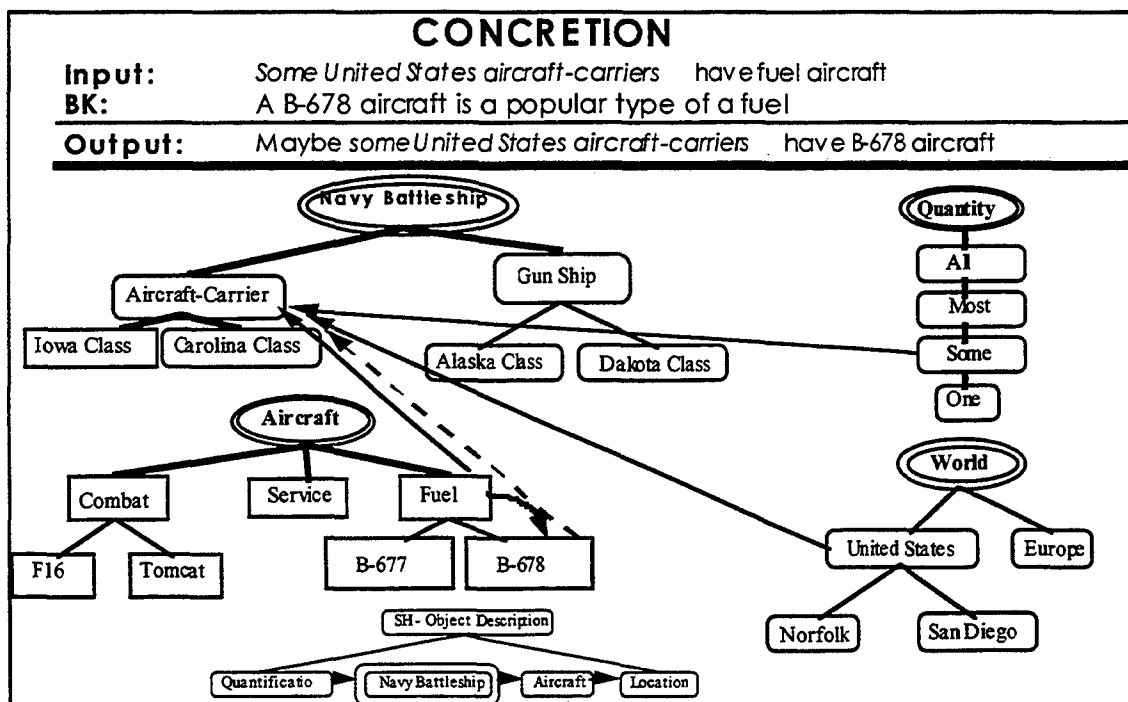 CONCRETION
Input: Some United States aircraft-carriers have fuel aircraft
BK: A B-678 aircraft is a popular type of a fuel
Output: Maybe some United States aircraft-carriers have B-678 aircraft
Navy Battleship
Quantity
Gun Ship
All
Aircraft-Carrier
Most
Iowa Class
Carolina Class
Alaska Class
Dakota Class
Some
One
Aircraft
World
Combat
Service
Fuel
United States
Europe
F16
Tomcat
B-677
B-678
SH- Object Description
Norfolk
San Diego
Quantificatio
Navy Battleship
Aircraft
Location